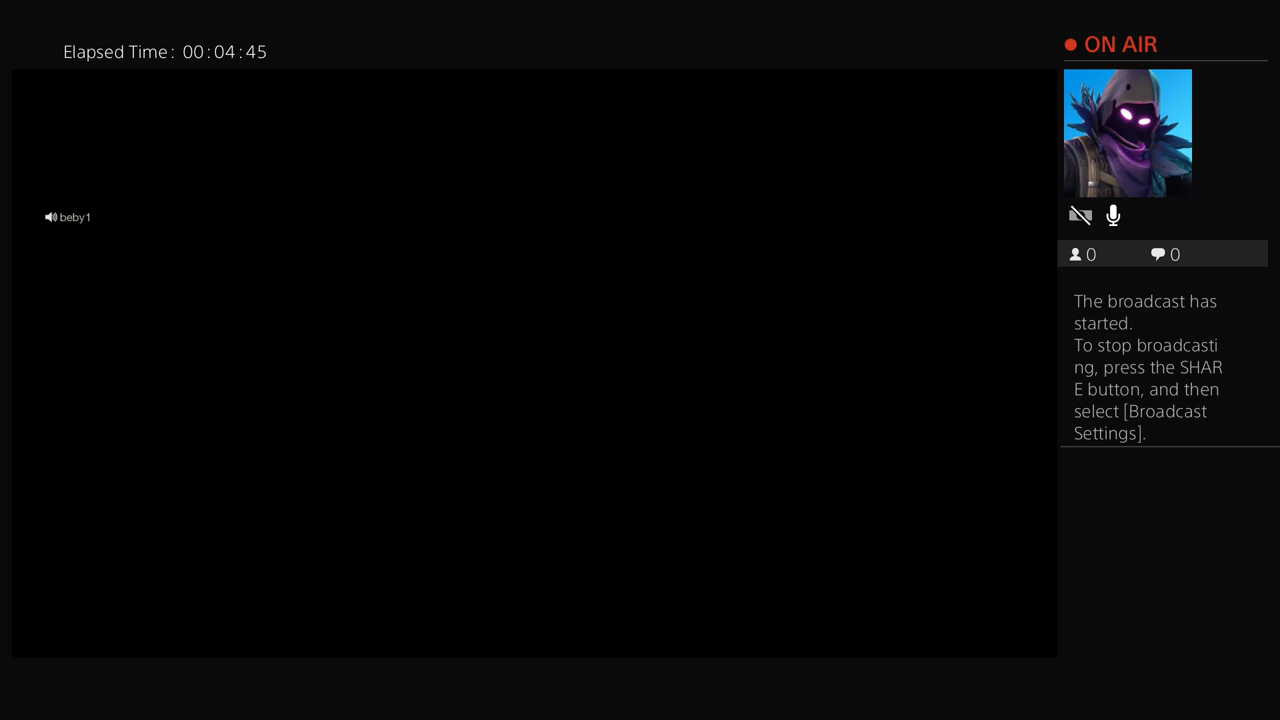 Elapsed Time: 00:04:45
ON AIR
beby1
0 0
The broadcast has
started.
To stop broadcasti
ng, press the SHAR
E button, and then
select [Broadcast
Settings].